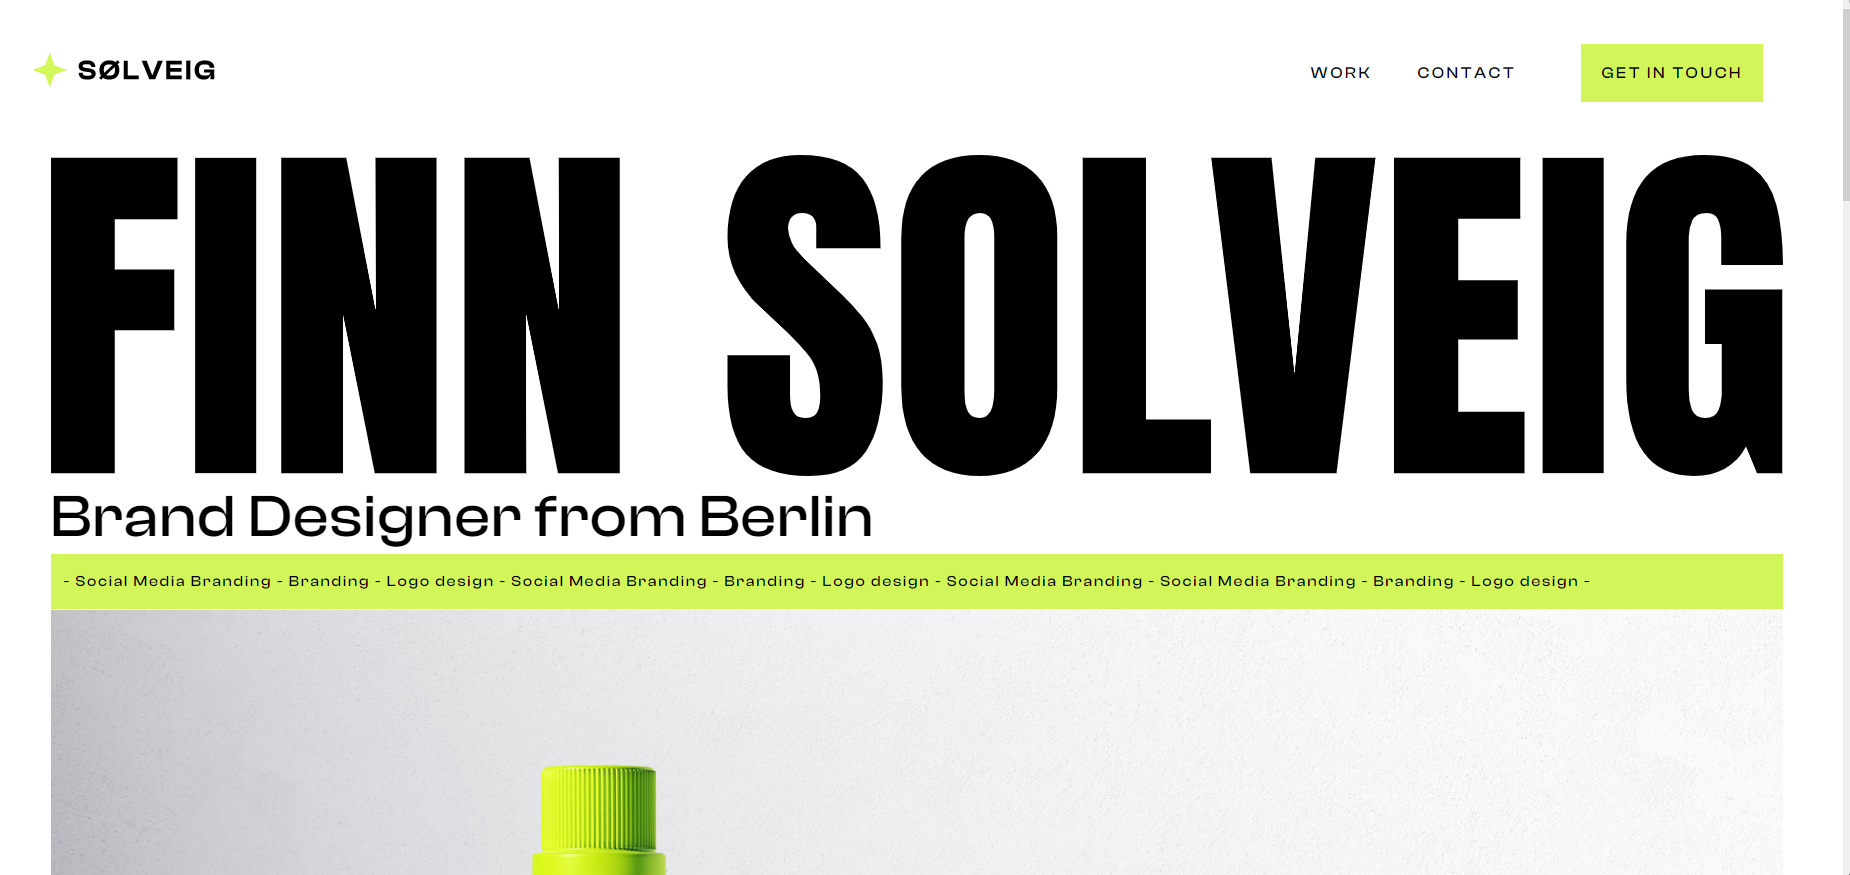 SØLVEIG
WORK
CONTACT
GET IN TOUCH
FINN SOLVEIG
Brand Designer from Berlin
- Social Media Branding - Branding - Logo design - Social Media Branding - Branding - Logo design - Social Media Branding - Social Media Branding - Branding - Logo design -